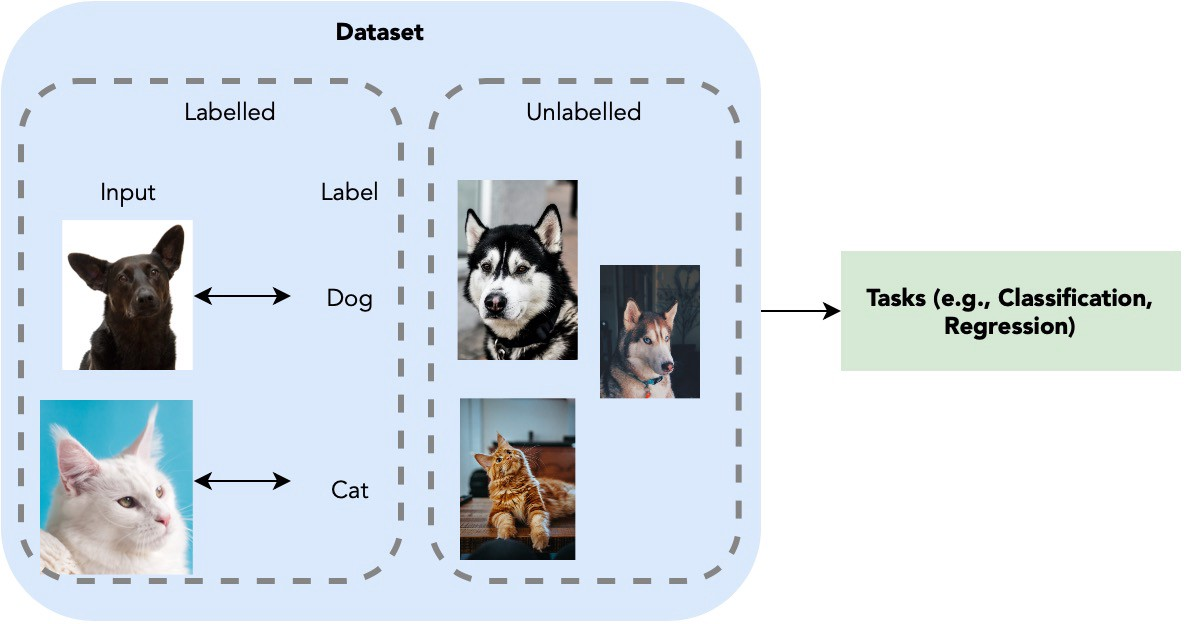 Dataset
Labelled
Unlabelled
Input
Label
Dog
Cat
Tasks (e.g., Classification,
Regression)